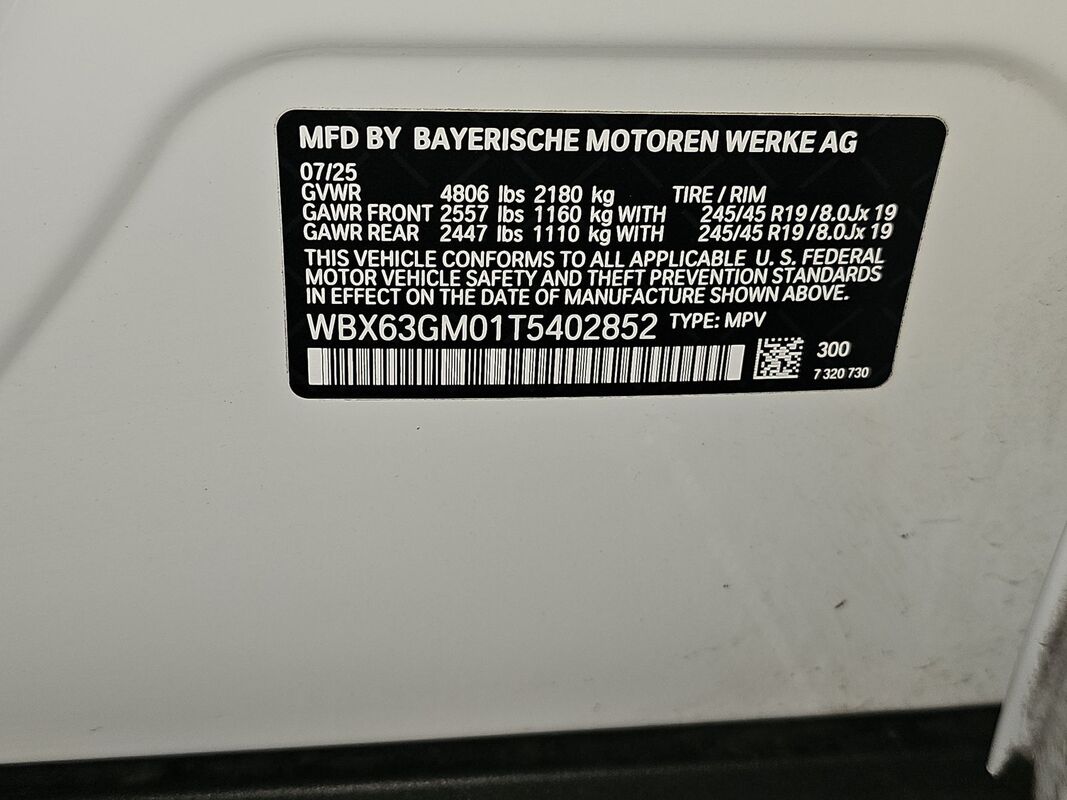 MFD BY BAYERISCHE MOTOREN WERKE AG
07/25
GVWR 4806 lbs 2180 kg TIRE / RIM
GAWR FRONT 2557 lbs 1160 kg WITH 245/45 R19 / 8.0Jx 19
GAWR REAR 2447 lbs 1110 kg WITH 245/45 R19 / 8.0Jx 19
THIS VEHICLE CONFORMS TO ALL APPLICABLE U. S. FEDERAL
MOTOR VEHICLE SAFETY AND THEFT PREVENTION STANDARDS
IN EFFECT ON THE DATE OF MANUFACTURE SHOWN ABOVE.
WBX63GM01T5402852 TYPE: MPV
300
7 320 730